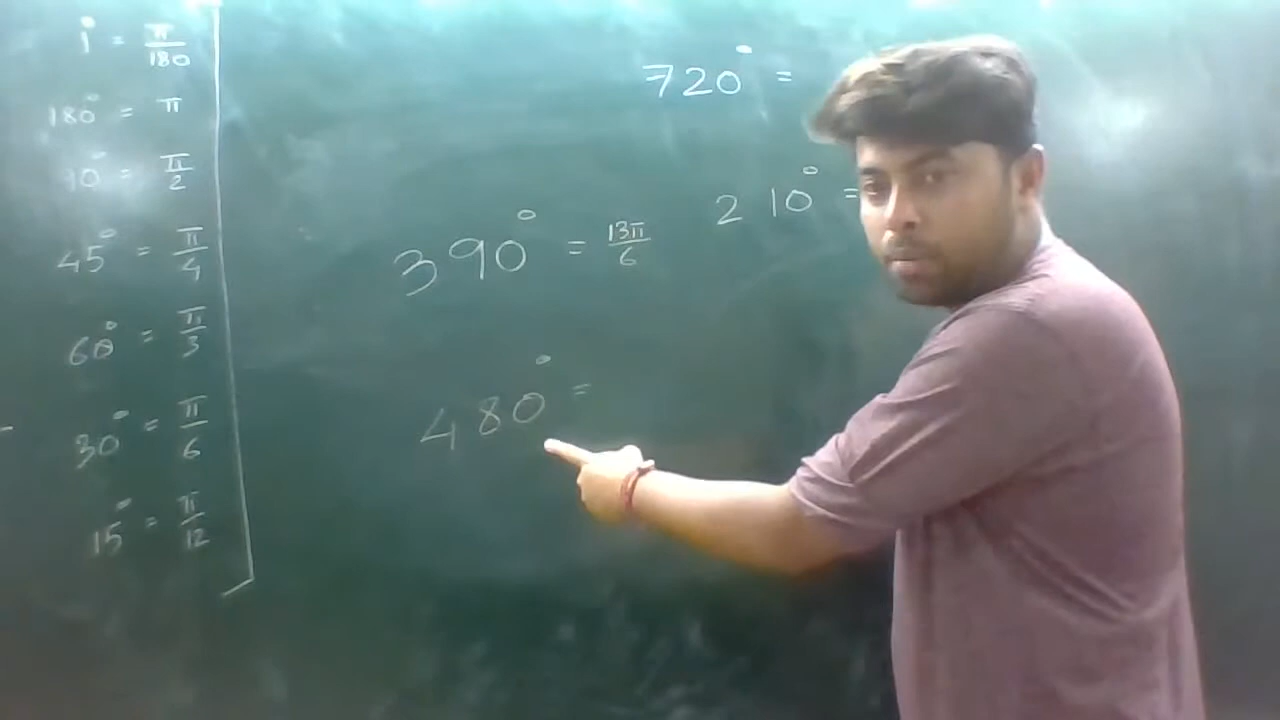 1° = π/180
180° = π
90° = π/2
45° = π/4
60° = π/3
30° = π/6
15° = π/12
720° =
210° =
390° = 13π/6
480° =